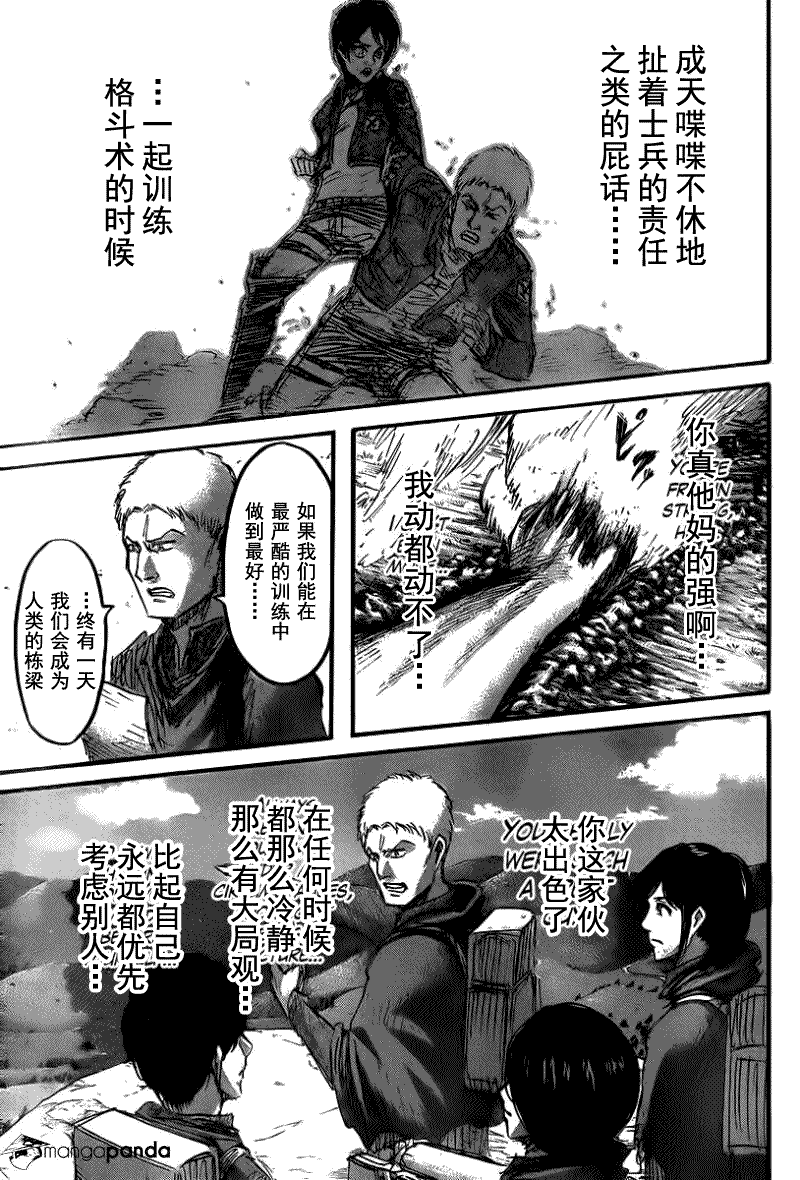 成天喋喋不休地
扯着士兵的责任
之类的屁话……
…一起训练
格斗术的时候
你真他妈的强啊…
我动都动不了…
如果我们能在
最严酷的训练中
做到最好……
…终有一天
我们会成为
人类的栋梁
你这家伙
太出色了
在任何时候
都那么冷静
那么有大局观…
比起自己
永远都优先
考虑别人…
mangapanda